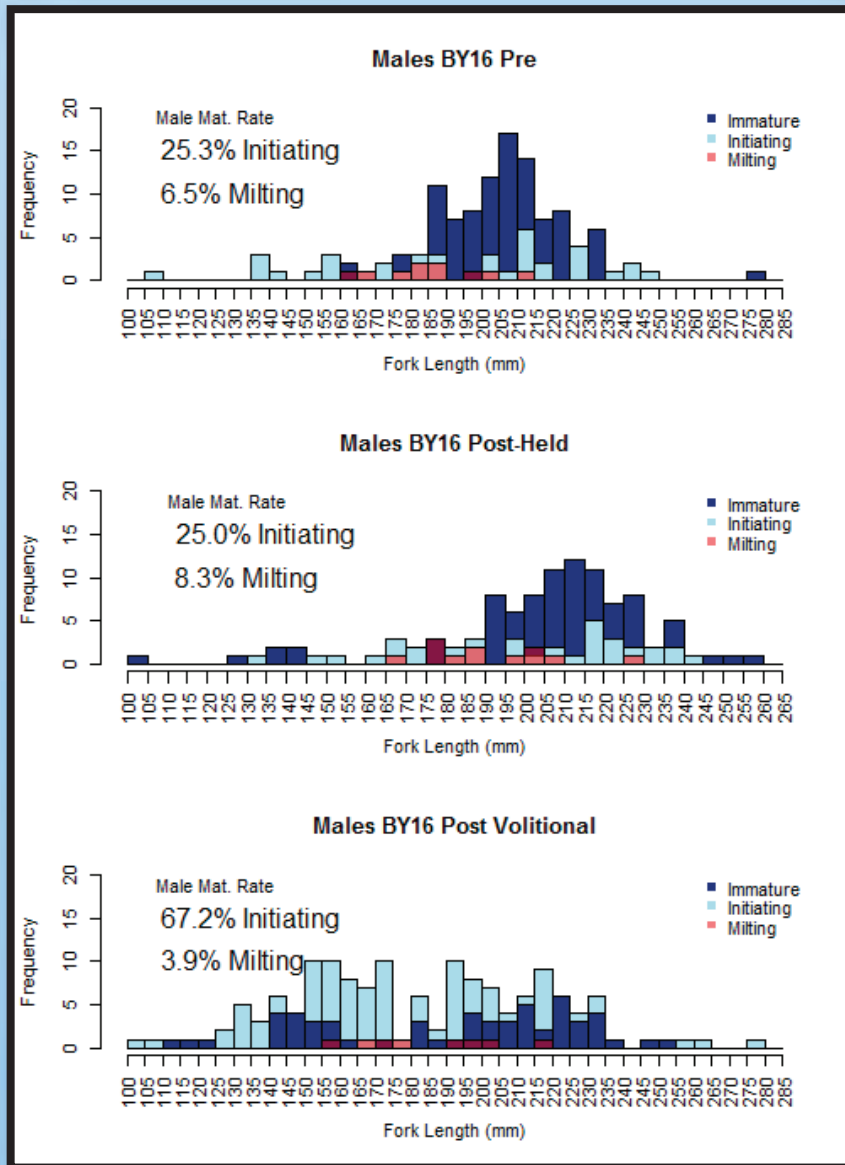 Males BY16 Pre
Male Mat. Rate
25.3% Initiating
6.5% Milting
Immature
Initiating
Milting
Frequency
0 5 10 15 20
100 105 110 115 120 125 130 135 140 145 150 155 160 165 170 175 180 185 190 195 200 205 210 215 220 225 230 235 240 245 250 255 260 265 270 275 280 285
Fork Length (mm)
Males BY16 Post-Held
Male Mat. Rate
25.0% Initiating
8.3% Milting
Immature
Initiating
Milting
Frequency
0 5 10 15 20
100 105 110 115 120 125 130 135 140 145 150 155 160 165 170 175 180 185 190 195 200 205 210 215 220 225 230 235 240 245 250 255 260 265
Fork Length (mm)
Males BY16 Post Volitional
Male Mat. Rate
67.2% Initiating
3.9% Milting
Immature
Initiating
Milting
Frequency
0 5 10 15 20
100 105 110 115 120 125 130 135 140 145 150 155 160 165 170 175 180 185 190 195 200 205 210 215 220 225 230 235 240 245 250 255 260 265 270 275 280 285
Fork Length (mm)